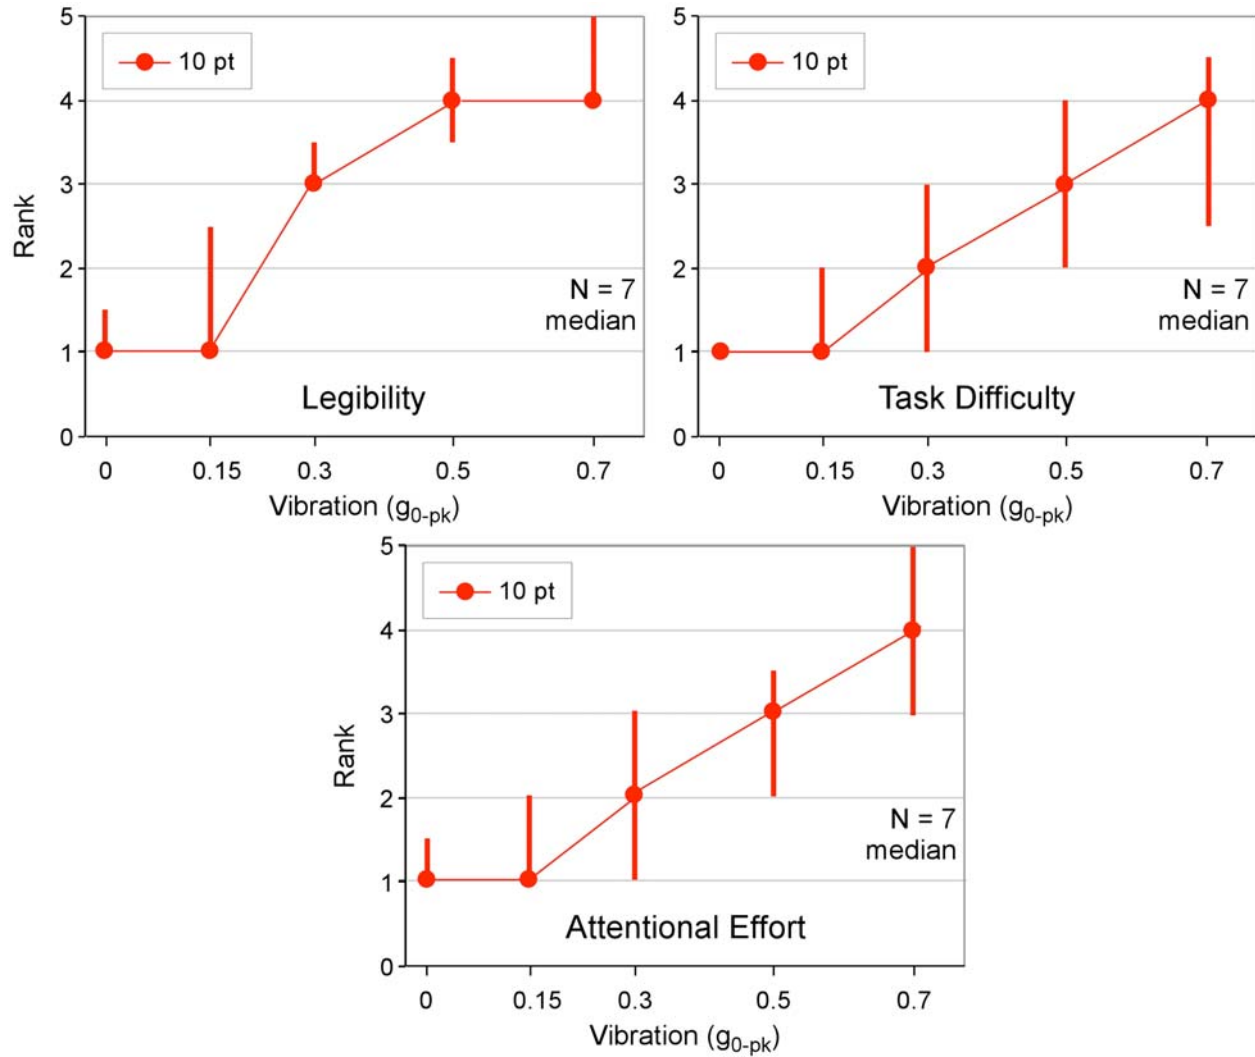 5
10 pt
4
3
Rank
2
N = 7
median
1
Legibility
0
0 0.15 0.3 0.5 0.7
Vibration (g0-pk)
5
10 pt
4
3
2
N = 7
median
1
Task Difficulty
0
0 0.15 0.3 0.5 0.7
Vibration (g0-pk)
5
10 pt
4
3
Rank
2
N = 7
median
1
Attentional Effort
0
0 0.15 0.3 0.5 0.7
Vibration (g0-pk)